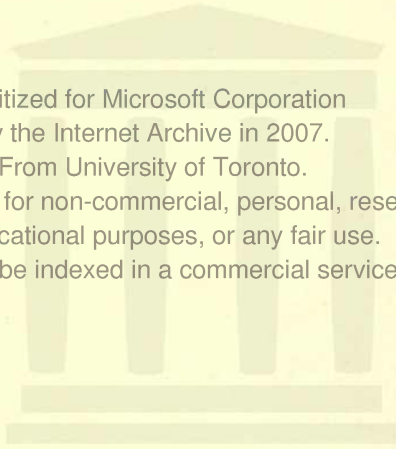 itized for Microsoft Corporation
the Internet Archive in 2007.
From University of Toronto.
for non-commercial, personal, rese
cational purposes, or any fair use.
be indexed in a commercial service